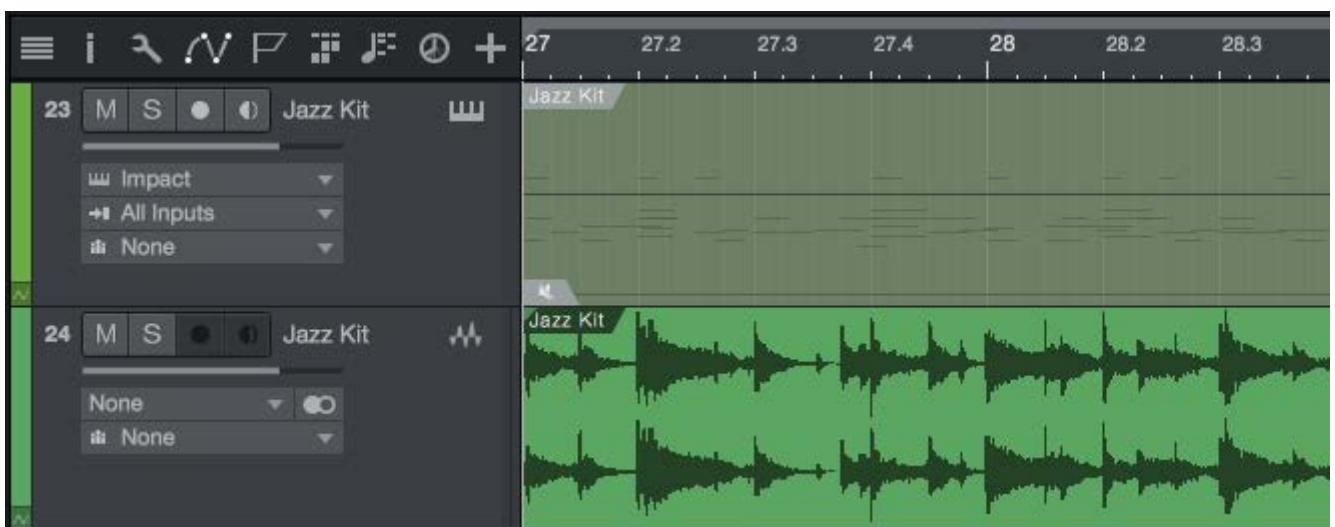 i 27 27.2 27.3 27.4 28 28.2 28.3
23 M S Jazz Kit
Jazz Kit
Impact
All Inputs
None
24 M S Jazz Kit
Jazz Kit
None
None